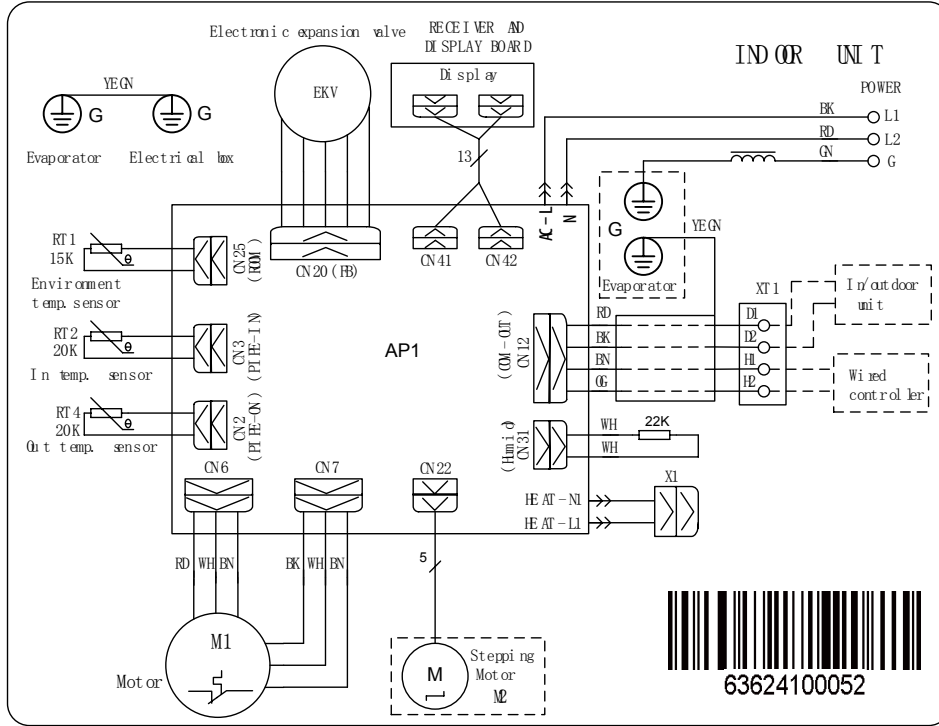 INDOOR UNIT
Electronic expansion valve
RECEIVER AND
DISPLAY BOARD
Display
EKV
YEGN
G
G
Evaporator
Electrical box
POWER
BK
L1
RD
L2
GN
G
13
AC-L
N
G
Evaporator
YEGN
RT1
15K
θ
CN25
(ROOM)
Environment
temp. sensor
CN20(FB)
CN41
CN42
RT2
20K
θ
CN3
(PIPE-IN)
In temp. sensor
RT4
20K
θ
CN2
(PIPE-ON)
Out temp. sensor
AP1
(COM-OUT)
CN12
RD
BK
BN
OG
XT1
D1
D2
H1
H2
In/outdoor
unit
Wired
controller
(Humid)
CN31
WH
WH
22K
HEAT-N1
HEAT-L1
X1
CN6
CN7
CN22
RD WH BN
BK WH BN
5
M1
Motor
M
Stepping
Motor
M2
63624100052